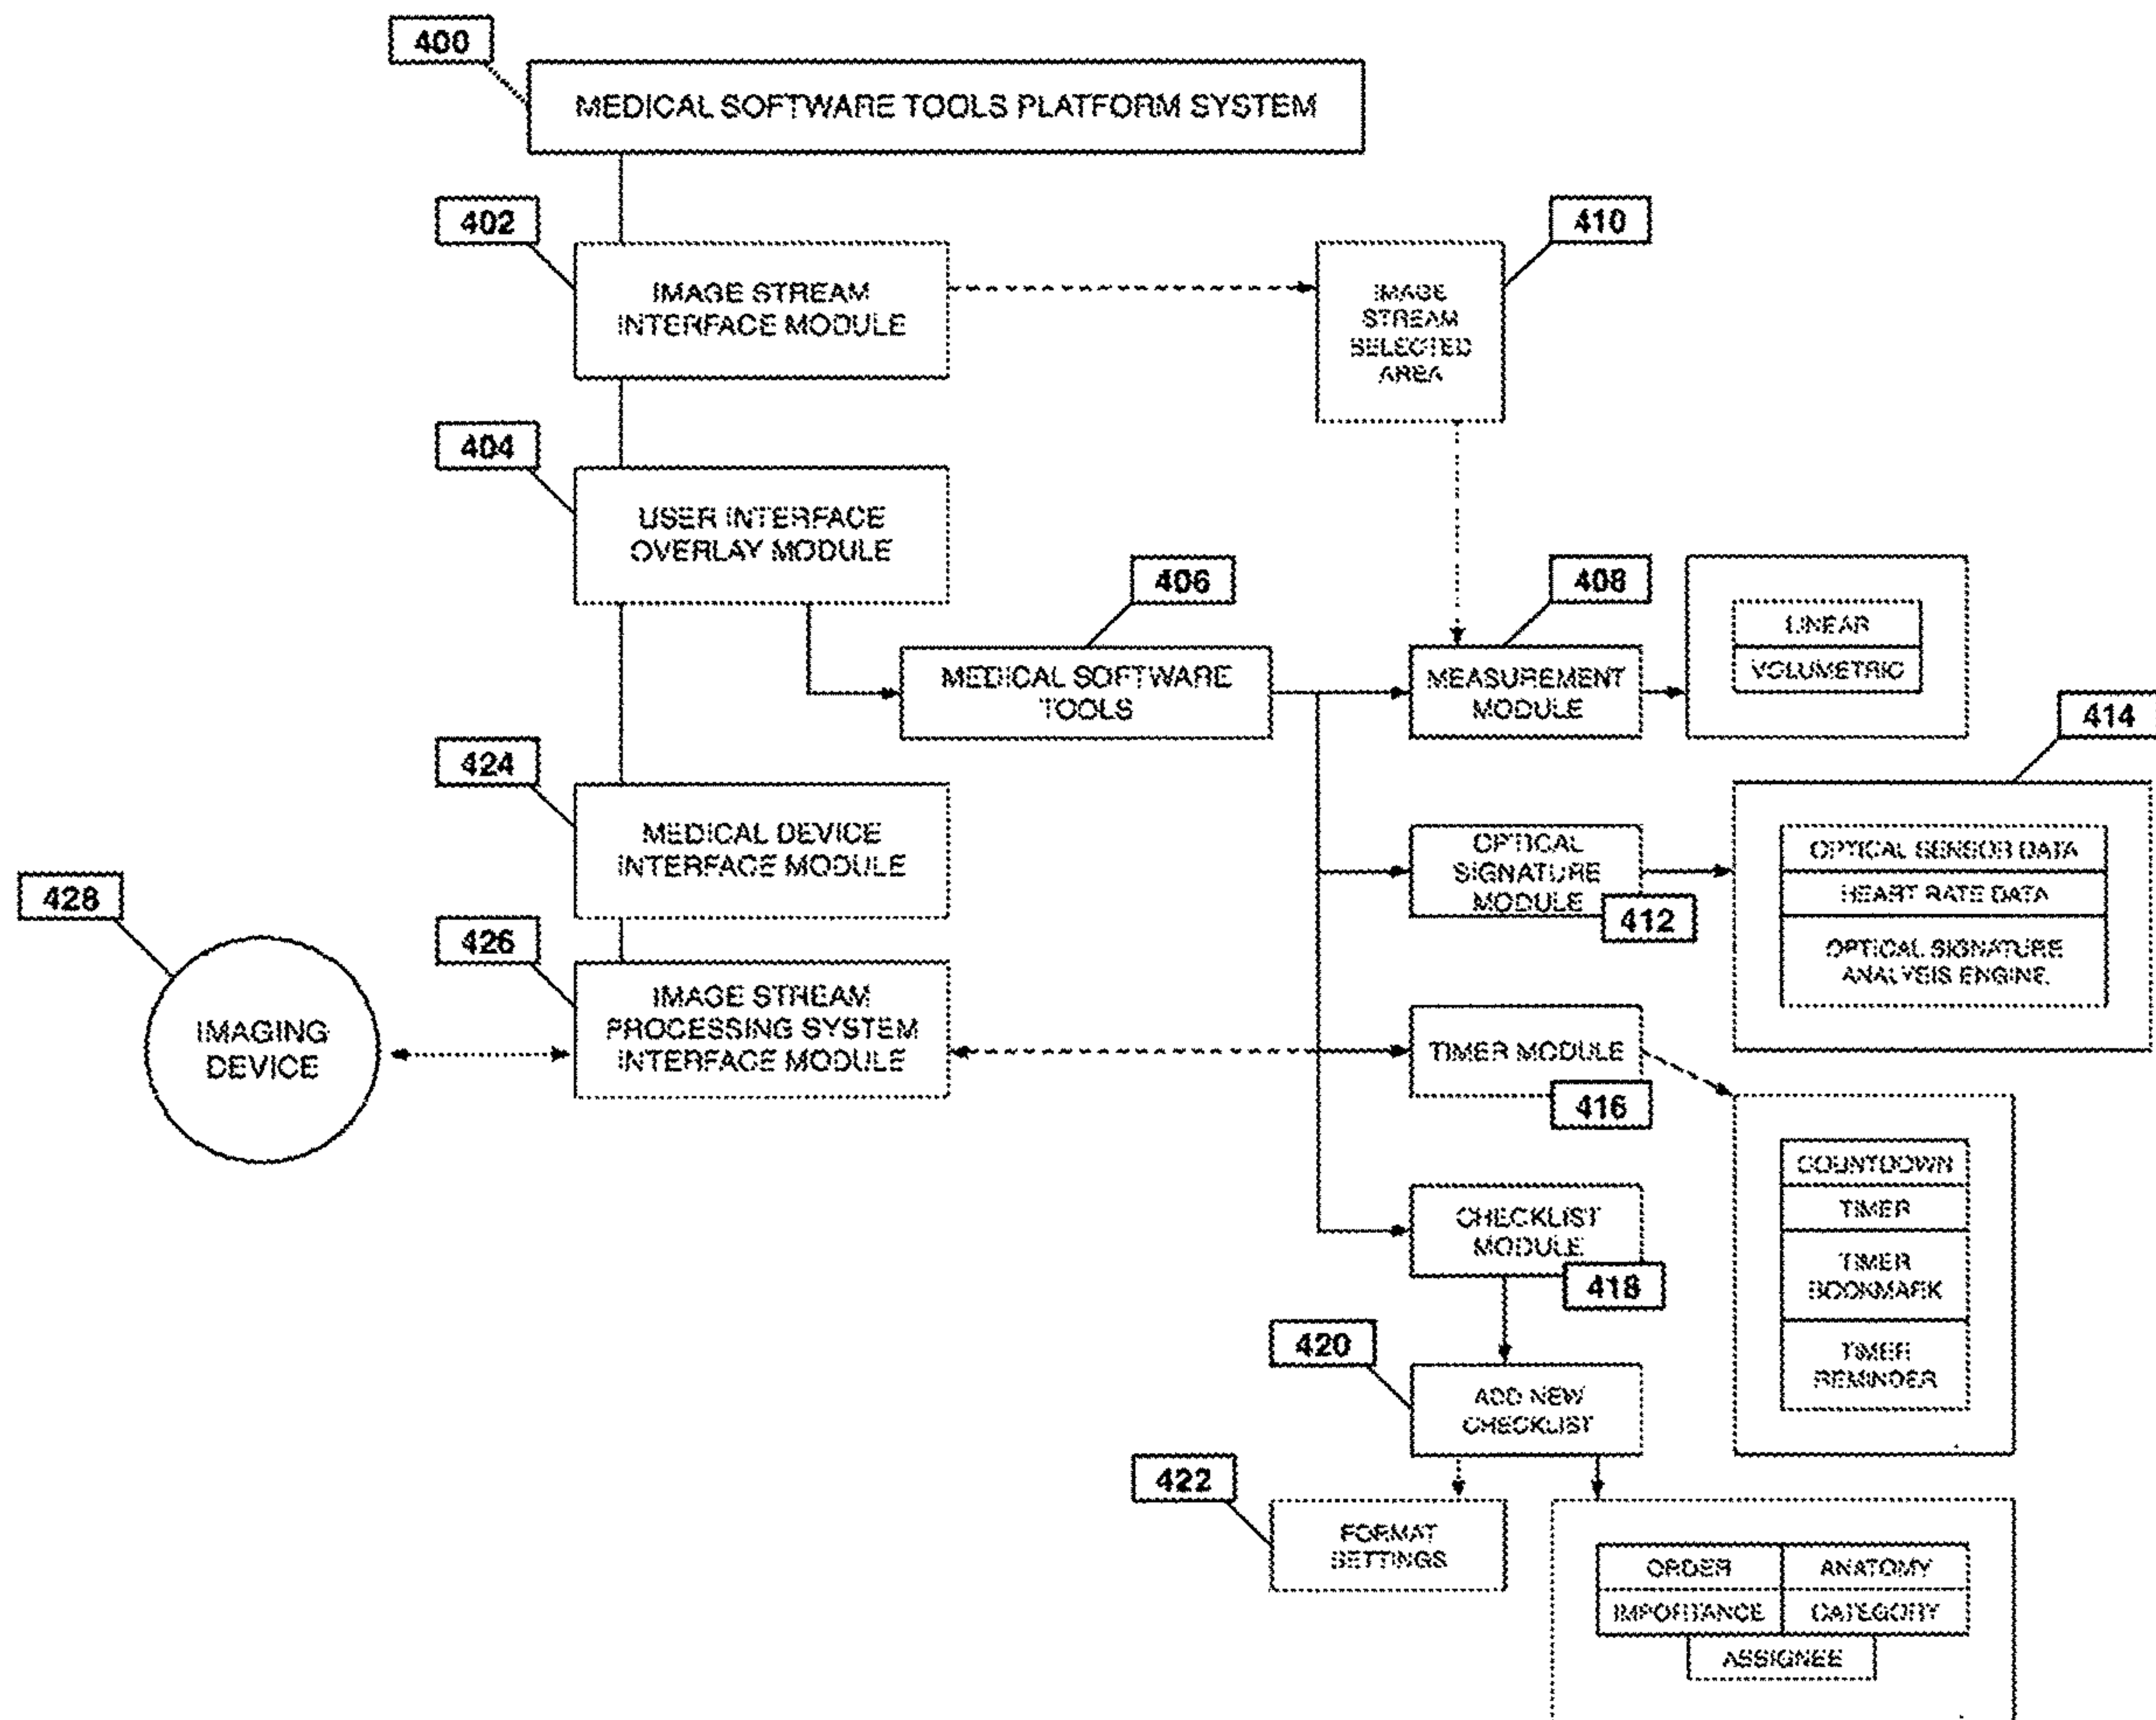 400
MEDICAL SOFTWARE TOOLS PLATFORM SYSTEM
402
IMAGE STREAM
INTERFACE MODULE
410
IMAGE
STREAM
SELECTED
AREA
404
USER INTERFACE
OVERLAY MODULE
406
MEDICAL SOFTWARE
TOOLS
408
MEASUREMENT
MODULE
LINEAR
VOLUMETRIC
414
424
MEDICAL DEVICE
INTERFACE MODULE
OPTICAL
SIGNATURE
MODULE
412
OPTICAL SENSOR DATA
HEART RATE DATA
OPTICAL SIGNATURE
ANALYSIS ENGINE.
428
IMAGING
DEVICE
426
IMAGE STREAM
PROCESSING SYSTEM
INTERFACE MODULE
TIMER MODULE
416
COUNTDOWN
TIMER
TIMER
BOOKMARK
TIMER
REMINDER
CHECKLIST
MODULE
418
420
ADD NEW
CHECKLIST
422
FORMAT
SETTINGS
ORDER
ANATOMY
IMPORTANCE
CATEGORY
ASSIGNEE